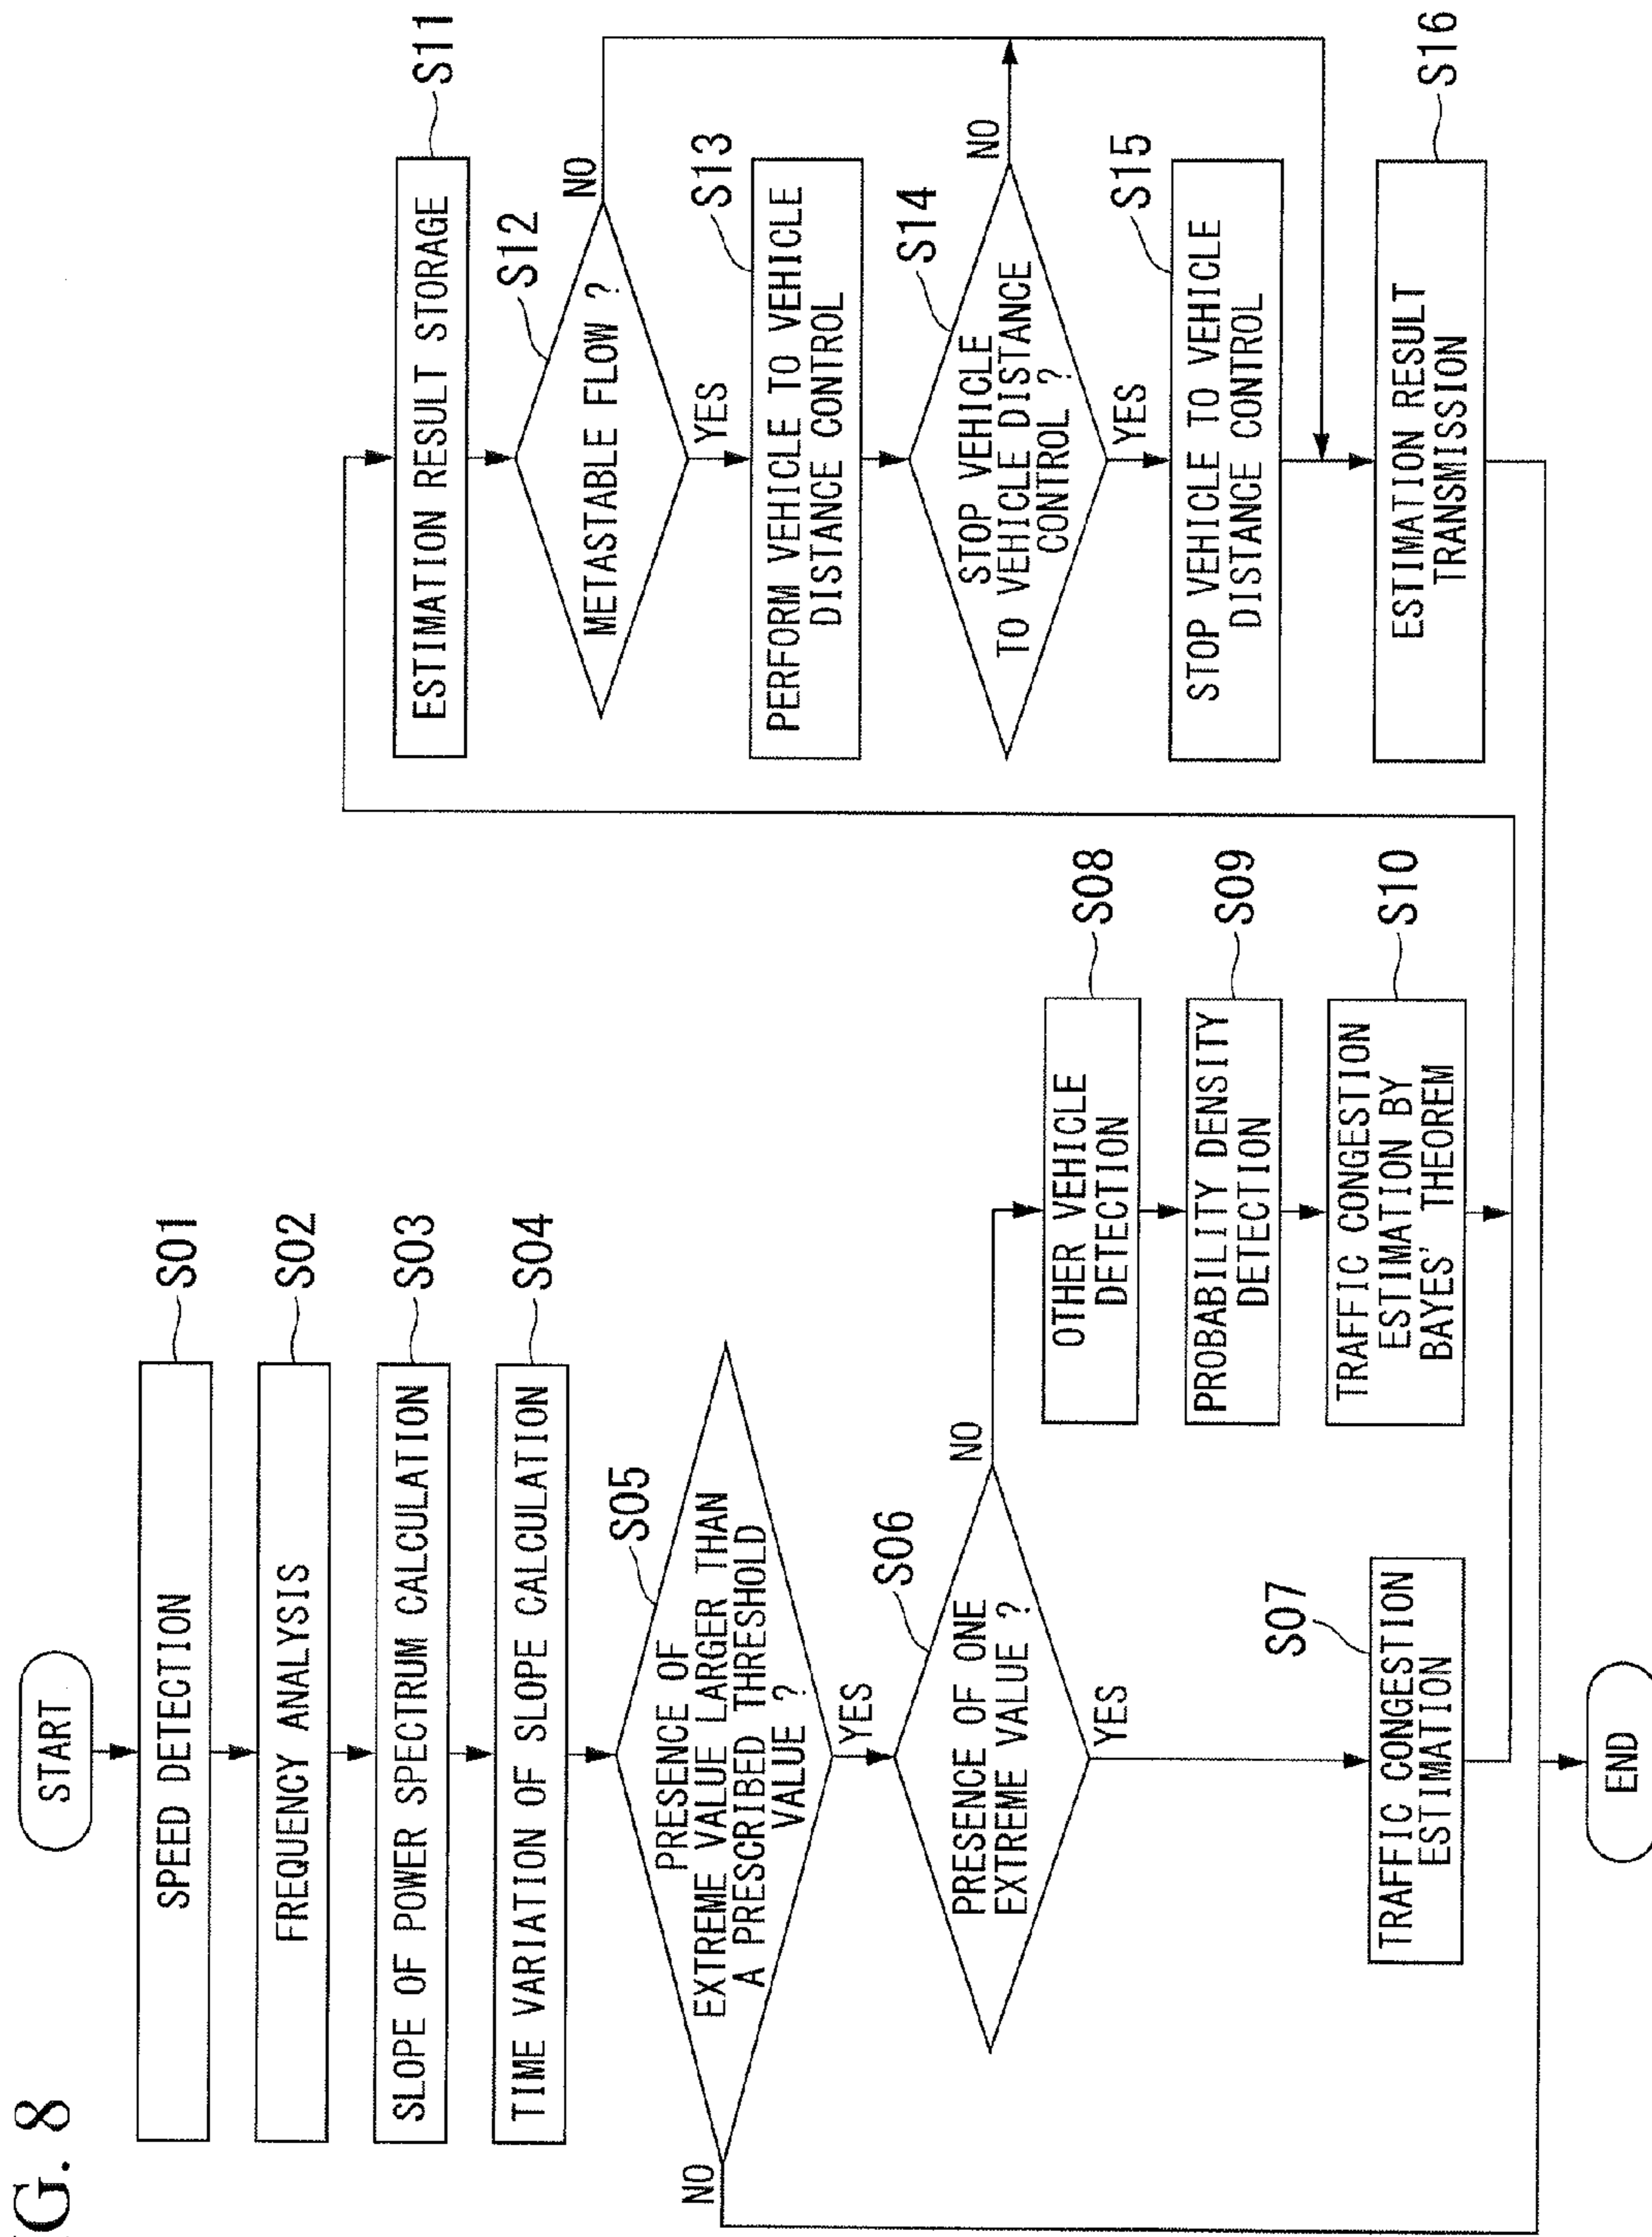 G. 8
START
SPEED DETECTION
S01
FREQUENCY ANALYSIS
S02
SLOPE OF POWER SPECTRUM CALCULATION
S03
TIME VARIATION OF SLOPE CALCULATION
S04
PRESENCE OF
EXTREME VALUE LARGER THAN
A PRESCRIBED THRESHOLD
VALUE ?
S05
NO
YES
PRESENCE OF ONE
EXTREME VALUE ?
S06
NO
YES
TRAFFIC CONGESTION
ESTIMATION
S07
OTHER VEHICLE
DETECTION
S08
PROBABILITY DENSITY
DETECTION
S09
TRAFFIC CONGESTION
ESTIMATION BY
BAYES' THEOREM
S10
END
ESTIMATION RESULT STORAGE
S11
METASTABLE FLOW ?
S12
NO
YES
PERFORM VEHICLE TO VEHICLE
DISTANCE CONTROL
S13
STOP VEHICLE
TO VEHICLE DISTANCE
CONTROL ?
S14
NO
YES
STOP VEHICLE TO VEHICLE
DISTANCE CONTROL
S15
ESTIMATION RESULT
TRANSMISSION
S16